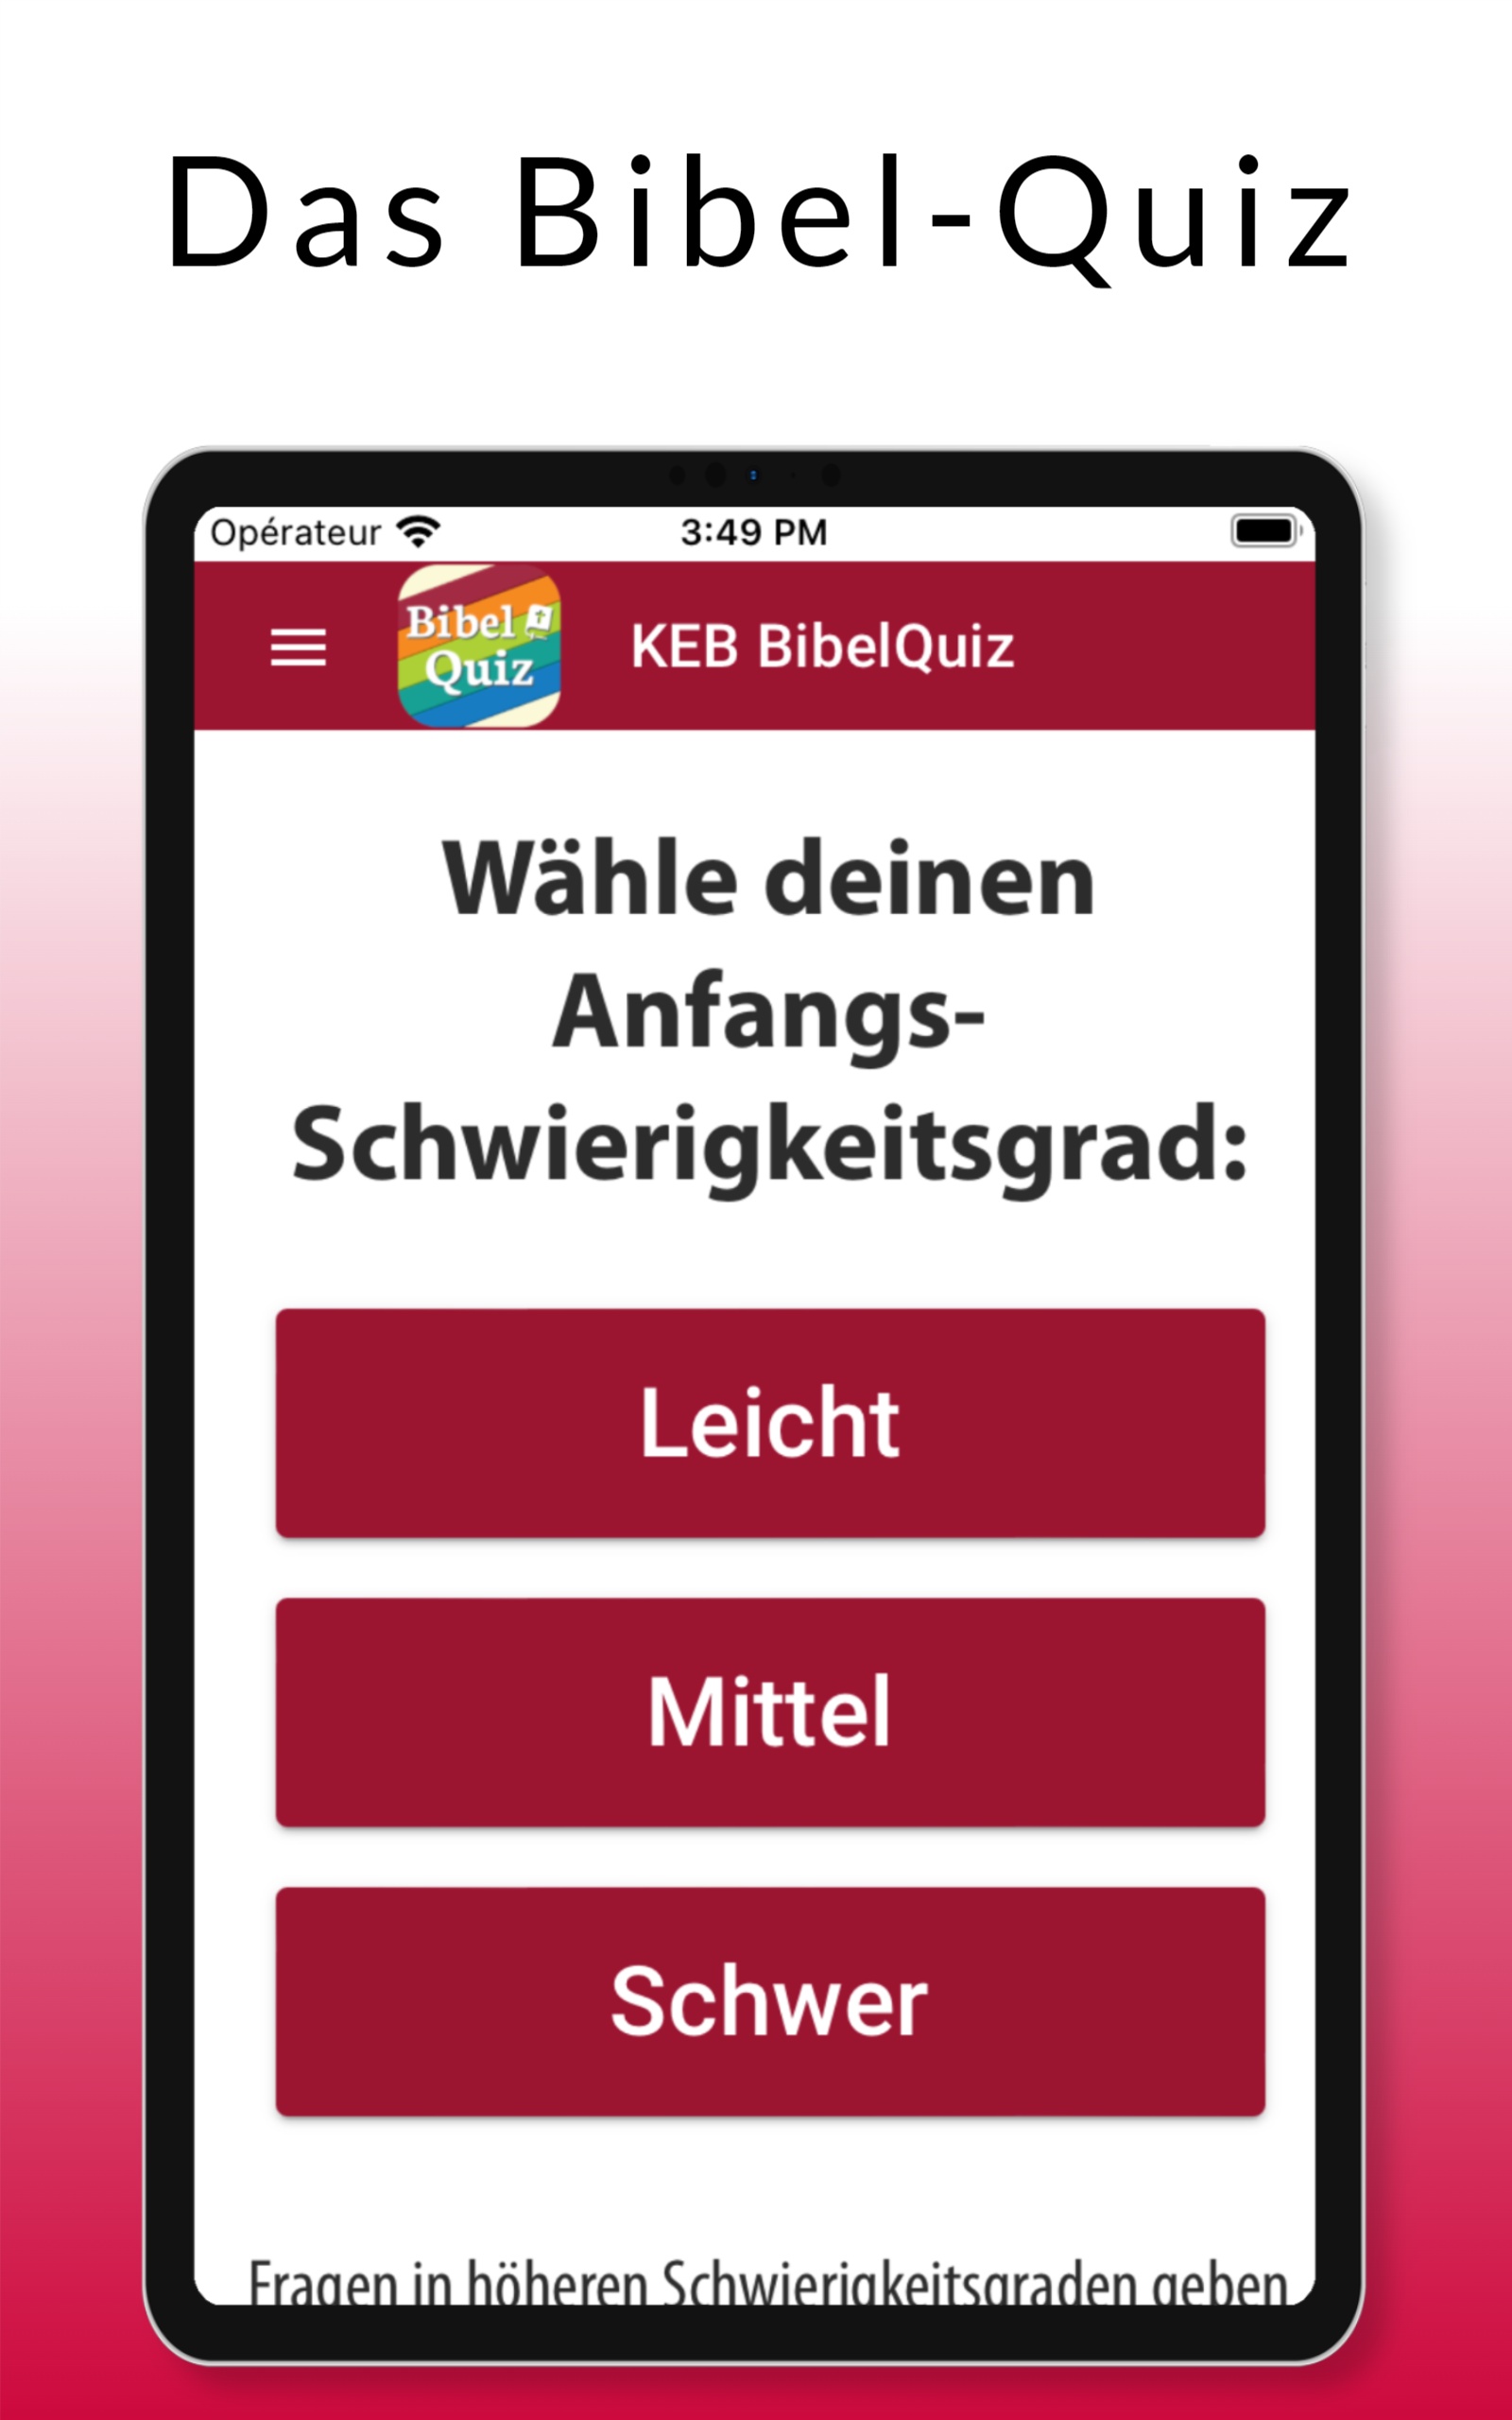 Das Bibel-Quiz
Opérateur 3:49 PM
Bibel
Quiz
KEB BibelQuiz
Wähle deinen
Anfangs-
Schwierigkeitsgrad:
Leicht
Mittel
Schwer
Fragen in höheren Schwierigkeitsgraden geben